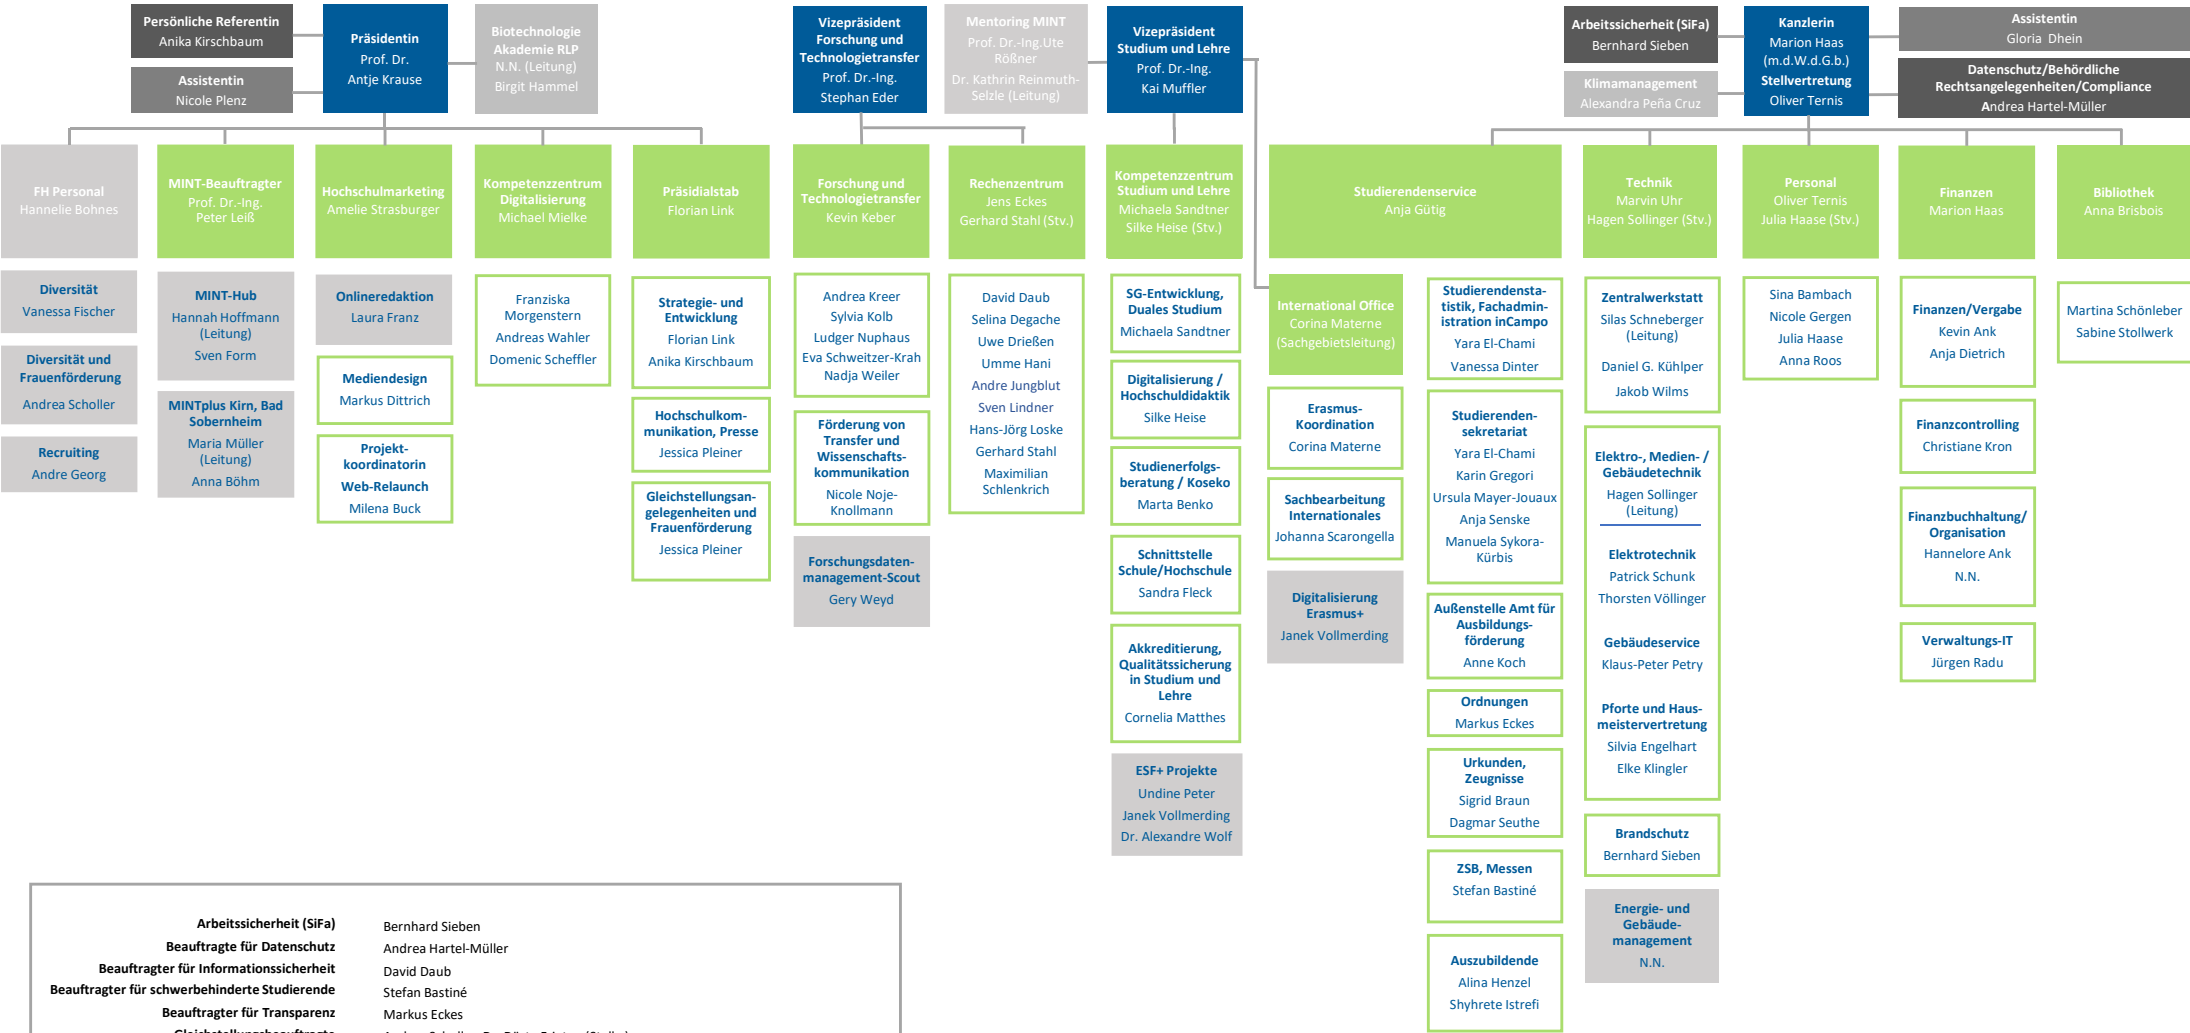 Persönliche Referentin
Anika Kirschbaum
Assistentin
Nicole Plenz
Präsidentin
Prof. Dr.
Antje Krause
Biotechnologie
Akademie RLP
N.N. (Leitung)
Birgit Hammel
Vizepräsident
Forschung und
Technologietransfer
Prof. Dr.-Ing.
Stephan Eder
Mentoring MINT
Prof. Dr.-Ing.Ute
Rößner
Dr. Kathrin Reinmuth-
Selzle (Leitung)
Vizepräsident
Studium und Lehre
Prof. Dr.-Ing.
Kai Muffler
Arbeitssicherheit (SiFa)
Bernhard Sieben
Klimamanagement
Alexandra Peña Cruz
Kanzlerin
Marion Haas
(m.d.W.d.G.b.)
Stellvertretung
Oliver Ternis
Assistentin
Gloria Dhein
Datenschutz/Behördliche
Rechtsangelegenheiten/Compliance
Andrea Hartel-Müller
FH Personal
Hannelie Bohnes
MINT-Beauftragter
Prof. Dr.-Ing.
Peter Leiß
Hochschulmarketing
Amelie Strasburger
Kompetenzzentrum
Digitalisierung
Michael Mielke
Präsidialstab
Florian Link
Forschung und
Technologietransfer
Kevin Keber
Rechenzentrum
Jens Eckes
Gerhard Stahl (Stv.)
Kompetenzzentrum
Studium und Lehre
Michaela Sandtner
Silke Heise (Stv.)
Studierendenservice
Anja Gütig
Technik
Marvin Uhr
Hagen Sollinger (Stv.)
Personal
Oliver Ternis
Julia Haase (Stv.)
Finanzen
Marion Haas
Bibliothek
Anna Brisbois
Diversität
Vanessa Fischer
Diversität und
Frauenförderung
Andrea Scholler
Recruiting
Andre Georg
MINT-Hub
Hannah Hoffmann
(Leitung)
Sven Form
MINTplus Kirn, Bad
Sobernheim
Maria Müller
(Leitung)
Anna Böhm
Onlineredaktion
Laura Franz
Mediendesign
Markus Dittrich
Projekt-
koordinatorin
Web-Relaunch
Milena Buck
Franziska
Morgenstern
Andreas Wahler
Domenic Scheffler
Strategie- und
Entwicklung
Florian Link
Anika Kirschbaum
Hochschulkom-
munikation, Presse
Jessica Pleiner
Gleichstellungsan-
gelegenheiten und
Frauenförderung
Jessica Pleiner
Andrea Kreer
Sylvia Kolb
Ludger Nuphaus
Eva Schweitzer-Krah
Nadja Weiler
Förderung von
Transfer und
Wissenschafts-
kommunikation
Nicole Noje-
Knollmann
Forschungsdaten-
management-Scout
Gery Weyd
David Daub
Selina Degache
Uwe Drießen
Umme Hani
Andre Jungblut
Sven Lindner
Hans-Jörg Loske
Gerhard Stahl
Maximilian
Schlenkrich
SG-Entwicklung,
Duales Studium
Michaela Sandtner
Digitalisierung /
Hochschuldidaktik
Silke Heise
Studienerfolgs-
beratung / Koseko
Marta Benko
Schnittstelle
Schule/Hochschule
Sandra Fleck
Akkreditierung,
Qualitätssicherung
in Studium und
Lehre
Cornelia Matthes
ESF+ Projekte
Undine Peter
Janek Vollmerding
Dr. Alexandre Wolf
International Office
Corina Materne
(Sachgebietsleitung)
Erasmus-
Koordination
Corina Materne
Sachbearbeitung
Internationales
Johanna Scarongella
Digitalisierung
Erasmus+
Janek Vollmerding
Studierendensta-
tistik, Fachadmin-
istration inCampo
Yara El-Chami
Vanessa Dinter
Studierenden-
sekretariat
Yara El-Chami
Karin Gregori
Ursula Mayer-Jouaux
Anja Senske
Manuela Sykora-
Kürbis
Außenstelle Amt für
Ausbildungs-
förderung
Anne Koch
Ordnungen
Markus Eckes
Urkunden,
Zeugnisse
Sigrid Braun
Dagmar Seuthe
ZSB, Messen
Stefan Bastiné
Auszubildende
Alina Henzel
Shyhrete Istrefi
Zentralwerkstatt
Silas Schneberger
(Leitung)
Daniel G. Kühlper
Jakob Wilms
Elektro-, Medien- /
Gebäudetechnik
Hagen Sollinger
(Leitung)
Elektrotechnik
Patrick Schunk
Thorsten Völlinger
Gebäudeservice
Klaus-Peter Petry
Pforte und Haus-
meistervertretung
Silvia Engelhart
Elke Klingler
Brandschutz
Bernhard Sieben
Energie- und
Gebäude-
management
N.N.
Sina Bambach
Nicole Gergen
Julia Haase
Anna Roos
Finanzen/Vergabe
Kevin Ank
Anja Dietrich
Finanzcontrolling
Christiane Kron
Finanzbuchhaltung/
Organisation
Hannelore Ank
N.N.
Verwaltungs-IT
Jürgen Radu
Martina Schönleber
Sabine Stollwerk
Arbeitssicherheit (SiFa) Bernhard Sieben
Beauftragte für Datenschutz Andrea Hartel-Müller
Beauftragter für Informationssicherheit David Daub
Beauftragter für schwerbehinderte Studierende Stefan Bastiné
Beauftragter für Transparenz Markus Eckes